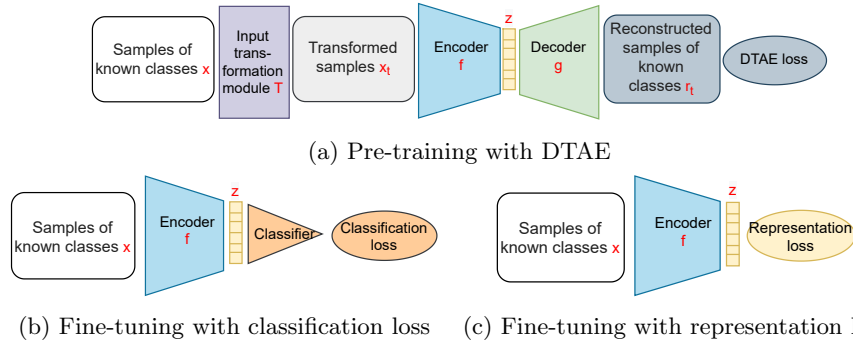 Samples of
known classes x
Input
trans-
formation
module T
Transformed
samples x_t
Encoder
f
z
Decoder
g
Reconstructed
samples of
known
classes r_t
DTAE loss
(a) Pre-training with DTAE
Samples of
known classes x
Encoder
f
z
Classifier
Classification
loss
(b) Fine-tuning with classification loss
Samples of
known classes x
Encoder
f
z
Representation
loss
(c) Fine-tuning with representation l